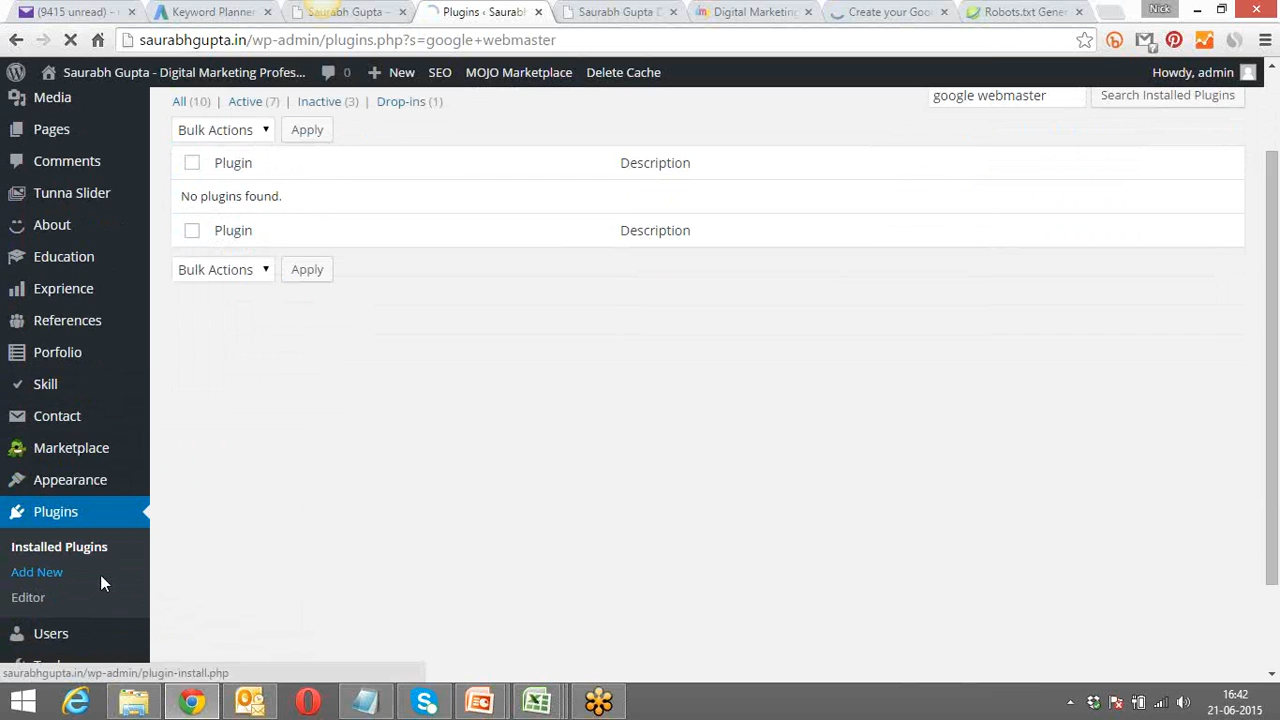 (9415 unread) -
Keyword Planner
Saurabh Gupta –
Plugins ‹ Saurabh
Saurabh Gupta D
Digital Marketing
Create your Goo
Robots.txt Gener
Nick
saurabhgupta.in/wp-admin/plugins.php?s=google+webmaster
Saurabh Gupta - Digital Marketing Profes...
0
New
SEO
MOJO Marketplace
Delete Cache
Howdy, admin
Media
Pages
Comments
Tunna Slider
About
Education
Exprience
References
Porfolio
Skill
Contact
Marketplace
Appearance
Plugins
Installed Plugins
Add New
Editor
Users
All (10) | Active (7) | Inactive (3) | Drop-ins (1)
google webmaster
Search Installed Plugins
Bulk Actions
Apply
Plugin
Description
No plugins found.
Plugin
Description
Bulk Actions
Apply
saurabhgupta.in/wp-admin/plugin-install.php
16:42
21-06-2015